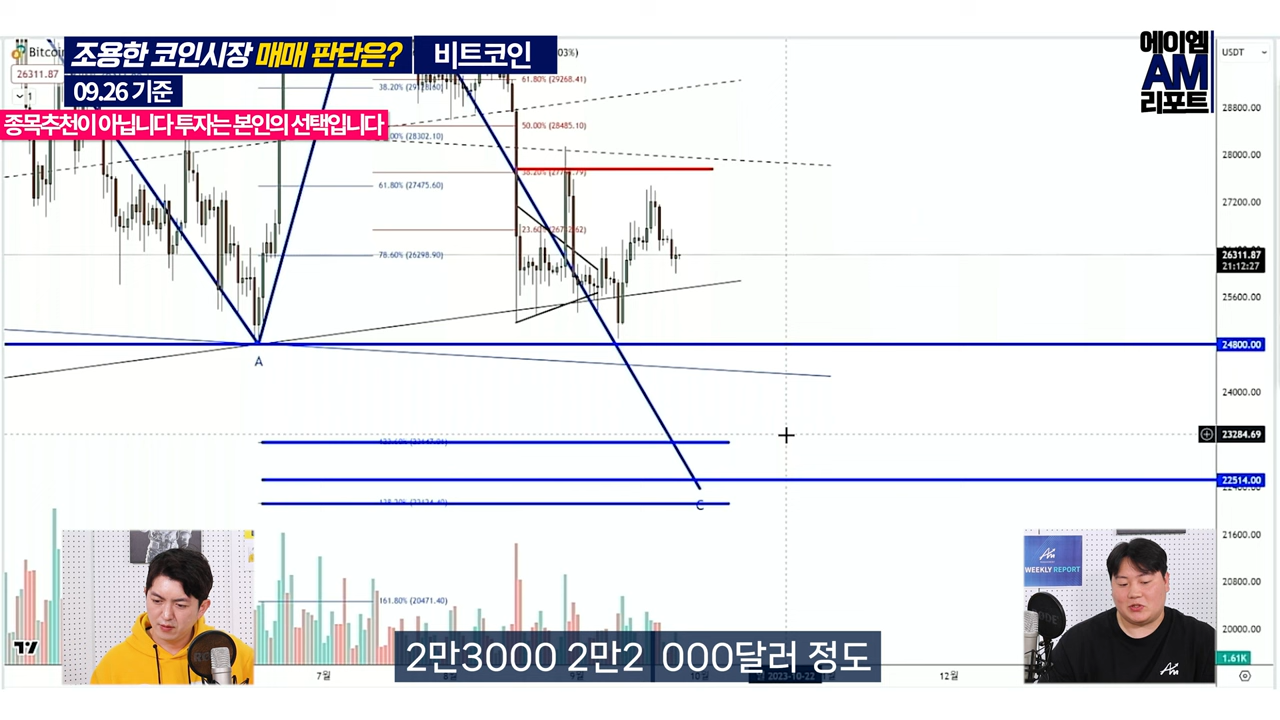 조용한 코인시장 매매 판단은?
비트코인
09.26 기준
종목추천이 아닙니다 투자는 본인의 선택입니다
에이엠
AM
리포트
26311.87
1
USDT
61.80% (29268.41)
50.00% (28485.10)
61.80% (27475.60)
78.60% (26298.90)
161.80% (20471.40)
28800.00
28000.00
27200.00
26311.87
21:12:27
25600.00
24800.00
24000.00
23284.69
22514.00
21600.00
20800.00
20000.00
1.61K
A
C
7월
12월
WEEKLY REPORT
2만3000 2만2 000달러 정도